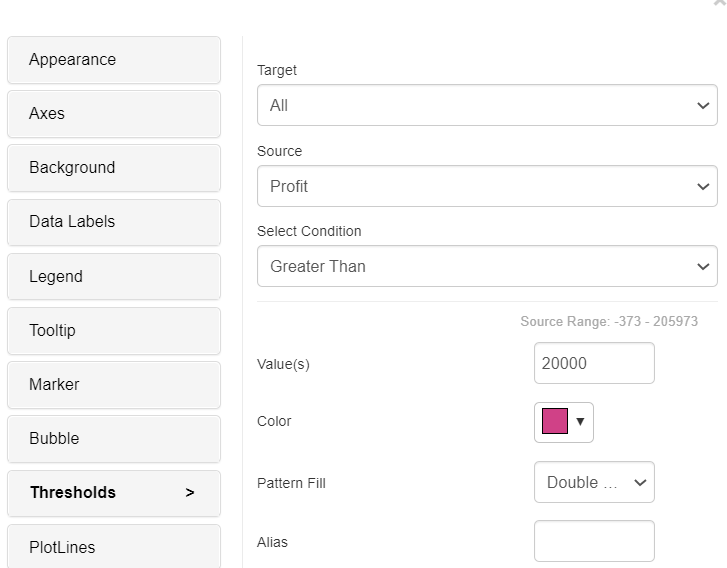 Appearance
Axes
Background
Data Labels
Legend
Tooltip
Marker
Bubble
Thresholds >
PlotLines
Target
All
Source
Profit
Select Condition
Greater Than
Source Range: -373 - 205973
Value(s) 20000
Color
Pattern Fill Double ...
Alias